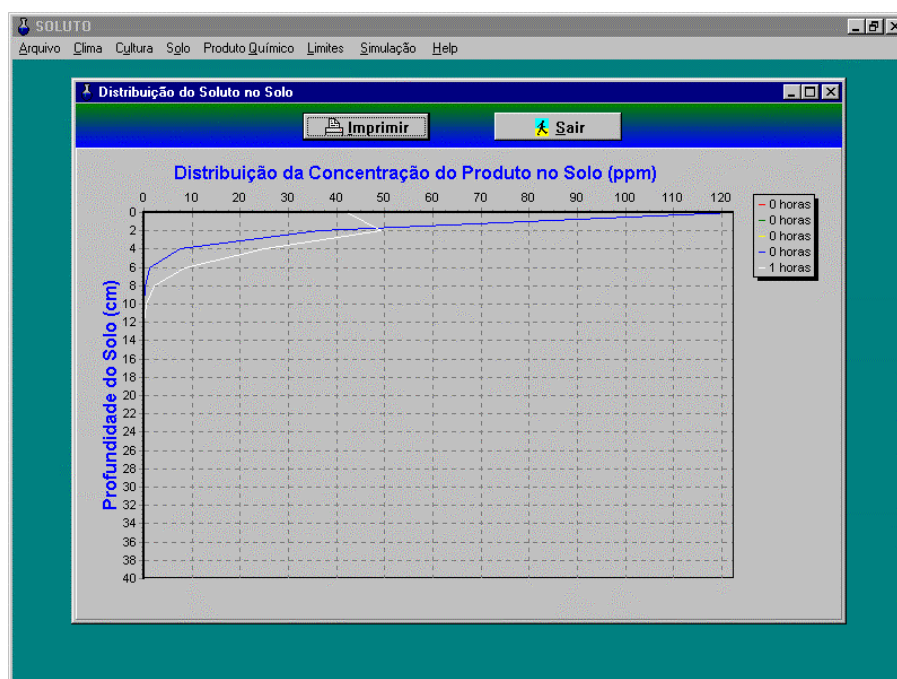 SOLUTO
Arquivo Clima Cultura Solo Produto Químico Limites Simulação Help
Distribuição do Soluto no Solo
Imprimir Sair
Distribuição da Concentração do Produto no Solo (ppm)
0 10 20 30 40 50 60 70 80 90 100 110 120
Profundidade do Solo (cm)
0
2
4
6
8
10
12
14
16
18
20
22
24
26
28
30
32
34
36
38
40
0 horas
0 horas
0 horas
0 horas
1 horas